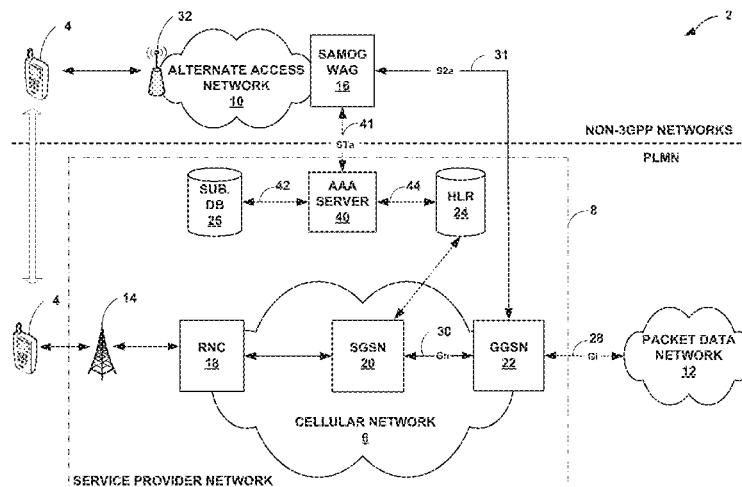 4
32
2
ALTERNATE ACCESS
NETWORK
10
SAMOG
WAG
16
S2a
31
41
STa
NON-3GPP NETWORKS
PLMN
SUB.
DB
26
42
AAA
SERVER
40
44
HLR
24
8
4
14
RNC
18
SGSN
20
30
Gn
GGSN
22
28
Gi
PACKET DATA
NETWORK
12
CELLULAR NETWORK
6
SERVICE PROVIDER NETWORK